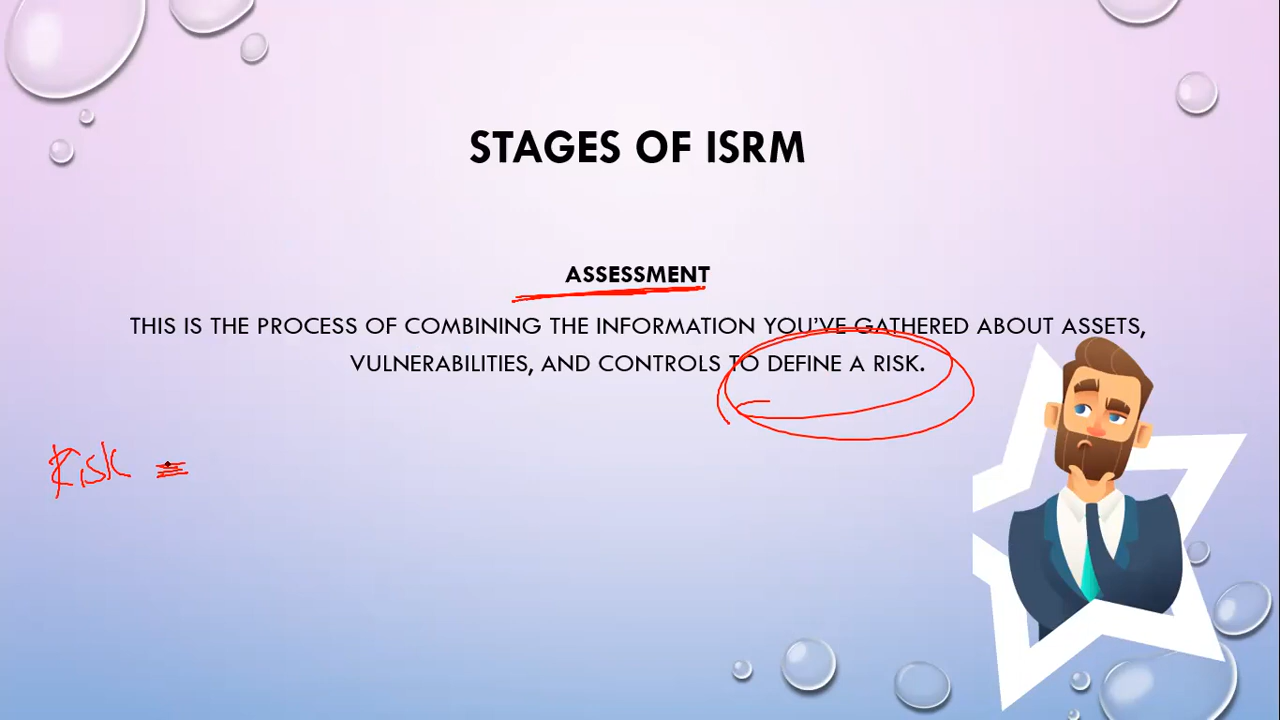 STAGES OF ISRM
ASSESSMENT
THIS IS THE PROCESS OF COMBINING THE INFORMATION YOU'VE GATHERED ABOUT ASSETS,
VULNERABILITIES, AND CONTROLS TO DEFINE A RISK.
Risk =